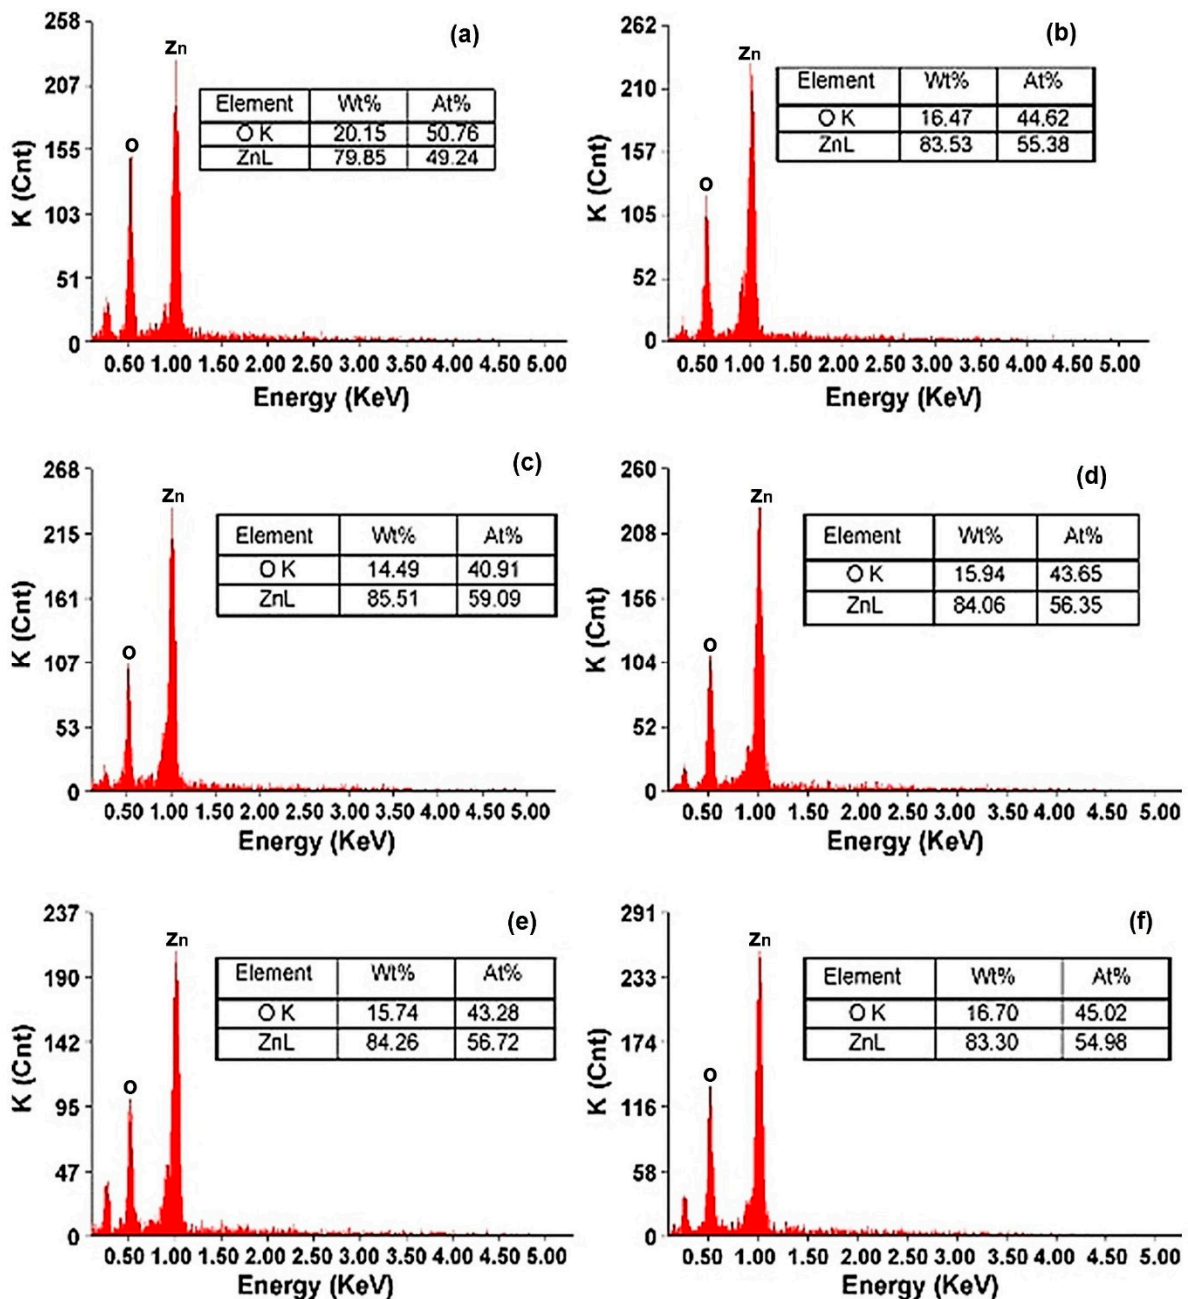 (a)
258
207
155
103
51
0
K (Cnt)
O
Zn
Element Wt% At%
O K 20.15 50.76
ZnL 79.85 49.24
0.50 1.00 1.50 2.00 2.50 3.00 3.50 4.00 4.50 5.00
Energy (KeV)
(b)
262
210
157
105
52
0
K (Cnt)
O
Zn
Element Wt% At%
O K 16.47 44.62
ZnL 83.53 55.38
0.50 1.00 1.50 2.00 2.50 3.00 3.50 4.00 4.50 5.00
Energy (KeV)
(c)
268
215
161
107
53
0
K (Cnt)
O
Zn
Element Wt% At%
O K 14.49 40.91
ZnL 85.51 59.09
0.50 1.00 1.50 2.00 2.50 3.00 3.50 4.00 4.50 5.00
Energy (KeV)
(d)
260
208
156
104
52
0
K (Cnt)
O
Zn
Element Wt% At%
O K 15.94 43.65
ZnL 84.06 56.35
0.50 1.00 1.50 2.00 2.50 3.00 3.50 4.00 4.50 5.00
Energy (KeV)
(e)
237
190
142
95
47
0
K (Cnt)
O
Zn
Element Wt% At%
O K 15.74 43.28
ZnL 84.26 56.72
0.50 1.00 1.50 2.00 2.50 3.00 3.50 4.00 4.50 5.00
Energy (KeV)
(f)
291
233
174
116
58
0
K (Cnt)
O
Zn
Element Wt% At%
O K 16.70 45.02
ZnL 83.30 54.98
0.50 1.00 1.50 2.00 2.50 3.00 3.50 4.00 4.50 5.00
Energy (KeV)